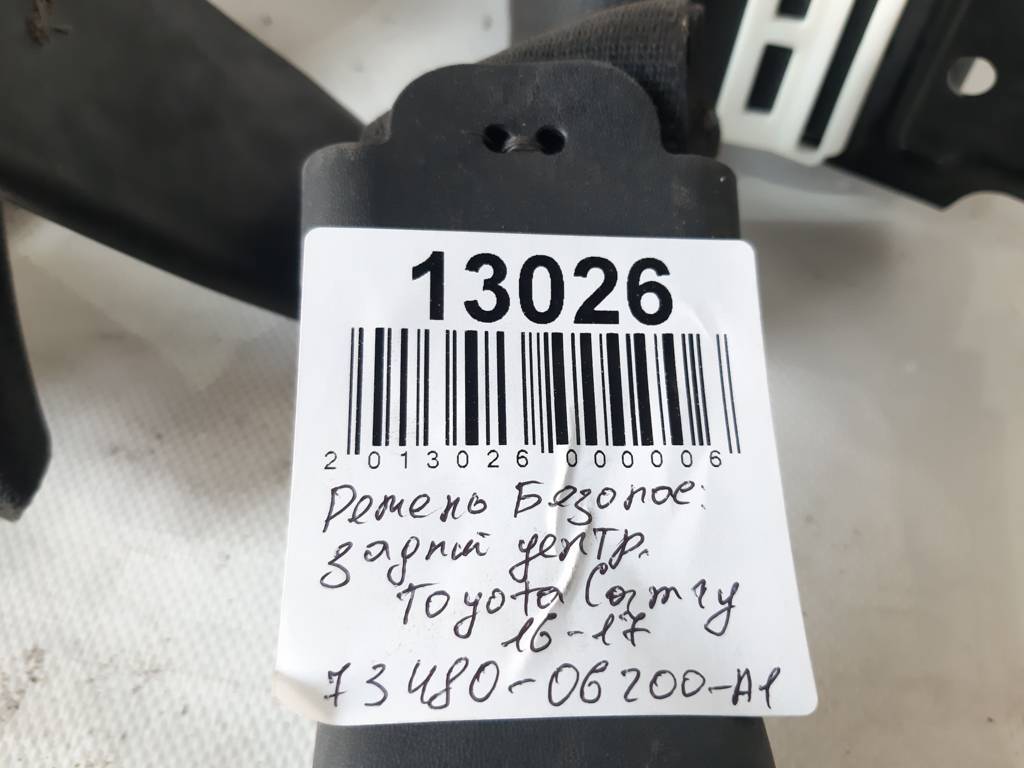 13026
2 013026 000006
Ремень Безопас:
задний центр.
Toyota Camry
16-17
73480-06200-A1